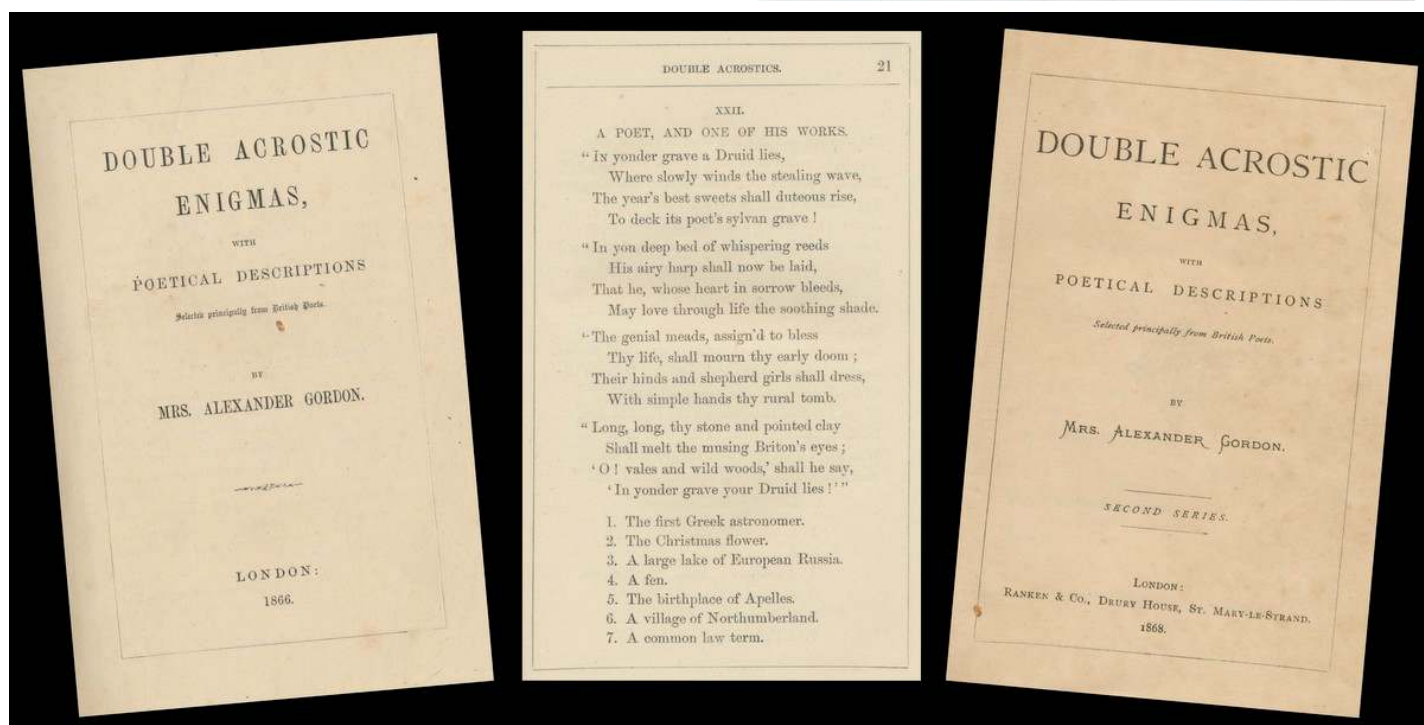 DOUBLE ACROSTIC
ENIGMAS,
WITH
POETICAL DESCRIPTIONS
Selected principally from British Poets.
BY
MRS. ALEXANDER GORDON.
LONDON:
1866.
DOUBLE ACROSTICS. 21
XXII.
A POET, AND ONE OF HIS WORKS.
“ In yonder grave a Druid lies,
Where slowly winds the stealing wave,
The year's best sweets shall duteous rise,
To deck its poet's sylvan grave !
“ In yon deep bed of whispering reeds
His airy harp shall now be laid,
That he, whose heart in sorrow bleeds,
May love through life the soothing shade.
“ The genial meads, assign'd to bless
Thy life, shall mourn thy early doom ;
Their hinds and shepherd girls shall dress,
With simple hands thy rural tomb.
“ Long, long, thy stone and pointed clay
Shall melt the musing Briton's eyes ;
‘ O ! vales and wild woods,’ shall he say,
‘ In yonder grave your Druid lies ! ’ ”
1. The first Greek astronomer.
2. The Christmas flower.
3. A large lake of European Russia.
4. A fen.
5. The birthplace of Apelles.
6. A village of Northumberland.
7. A common law term.
DOUBLE ACROSTIC
ENIGMAS,
WITH
POETICAL DESCRIPTIONS
Selected principally from British Poets.
BY
MRS. ALEXANDER GORDON.
SECOND SERIES.
LONDON:
RANKEN & CO., DRURY HOUSE, ST. MARY-LE-STRAND.
1868.